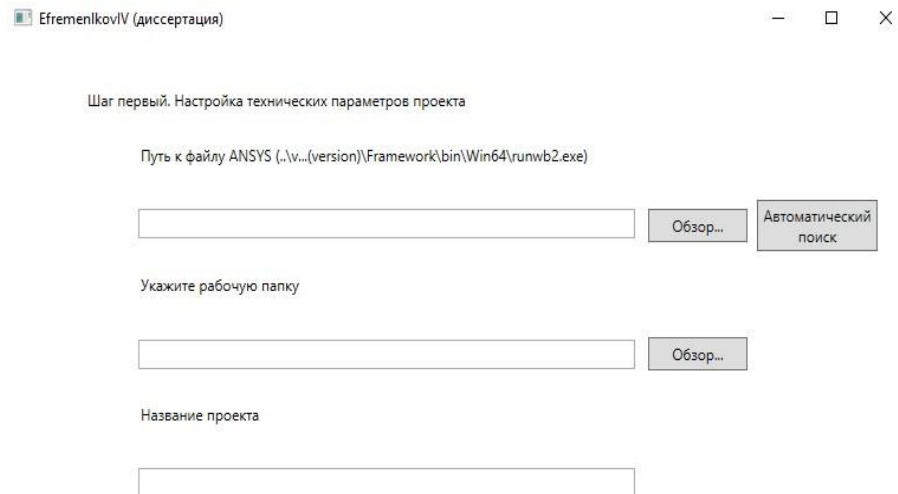 EfremenIkovIV (диссертация)
Шаг первый. Настройка технических параметров проекта
Путь к файлу ANSYS (..\v...(version)\Framework\bin\Win64\runwb2.exe)
Обзор...
Автоматический
поиск
Укажите рабочую папку
Обзор...
Название проекта